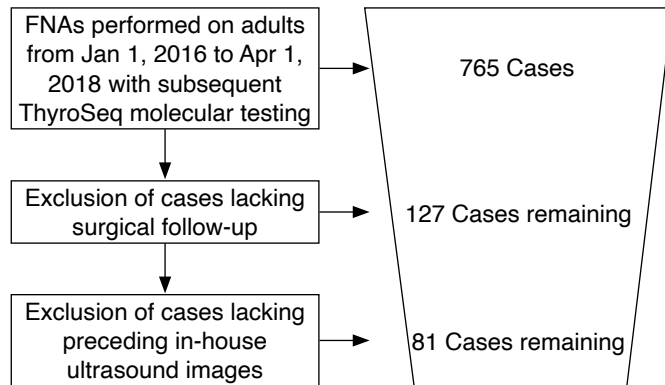 FNAs performed on adults
from Jan 1, 2016 to Apr 1,
2018 with subsequent
ThyroSeq molecular testing
765 Cases
Exclusion of cases lacking
surgical follow-up
127 Cases remaining
Exclusion of cases lacking
preceding in-house
ultrasound images
81 Cases remaining